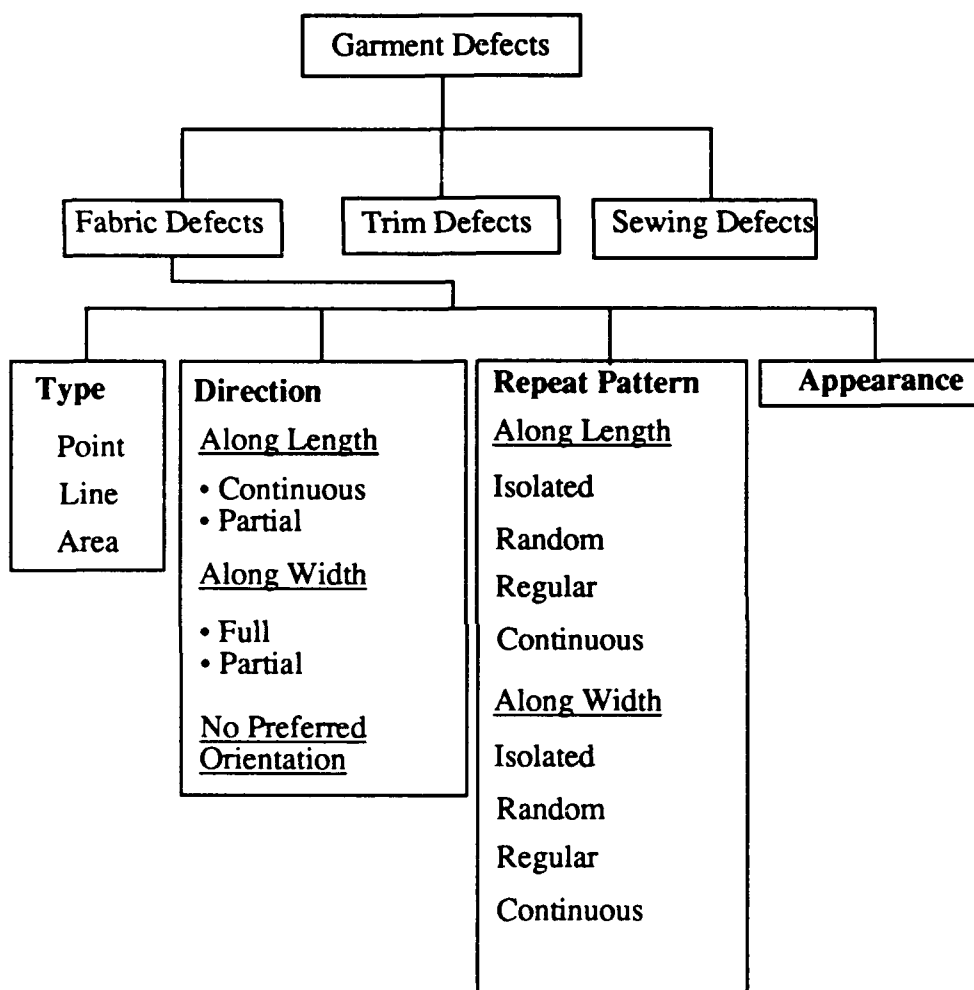 Garment Defects
Fabric Defects
Trim Defects
Sewing Defects
Type
Point
Line
Area
Direction
Along Length
• Continuous
• Partial
Along Width
• Full
• Partial
No Preferred
Orientation
Repeat Pattern
Along Length
Isolated
Random
Regular
Continuous
Along Width
Isolated
Random
Regular
Continuous
Appearance